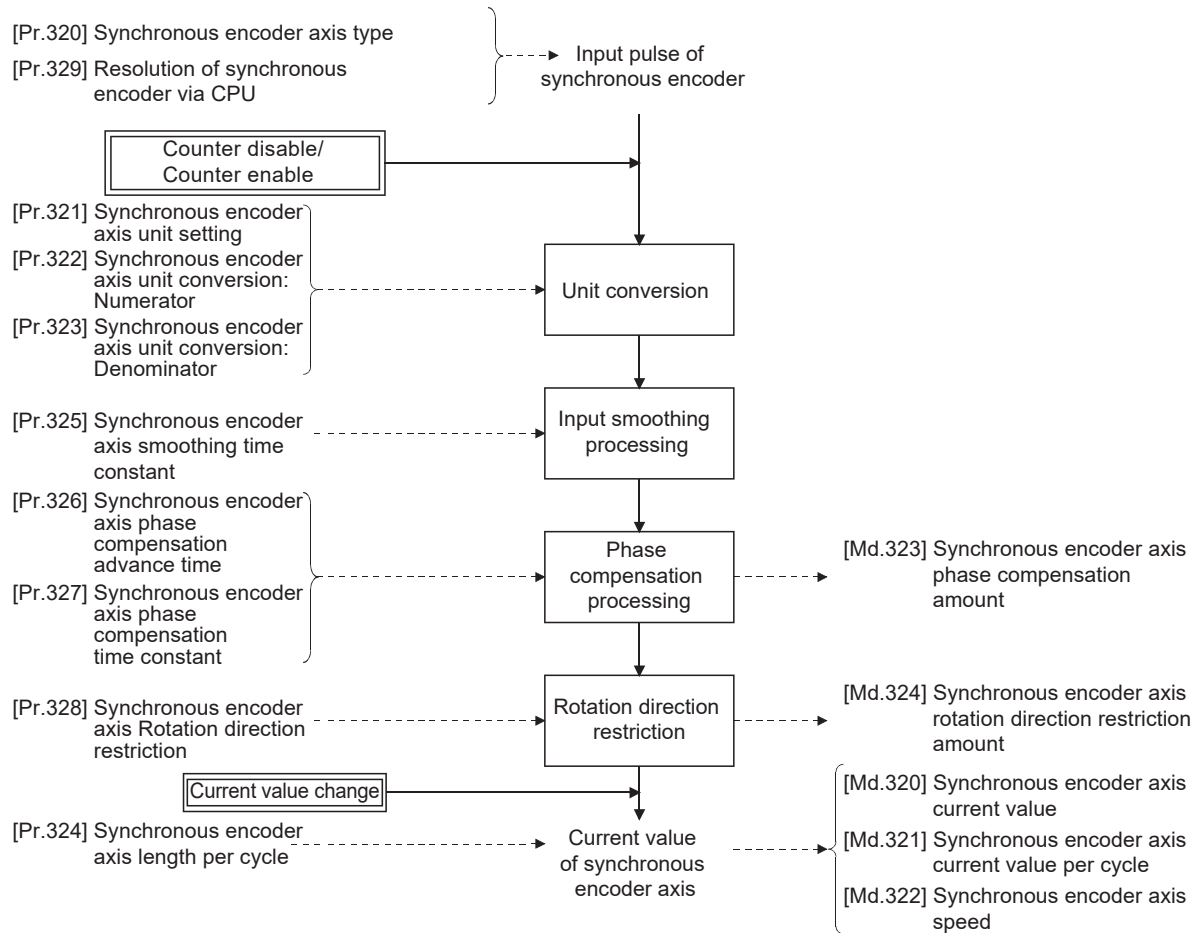 [Pr.320] Synchronous encoder axis type
[Pr.329] Resolution of synchronous
encoder via CPU
Input pulse of
synchronous encoder
Counter disable/
Counter enable
[Pr.321] Synchronous encoder
axis unit setting
[Pr.322] Synchronous encoder
axis unit conversion:
Numerator
[Pr.323] Synchronous encoder
axis unit conversion:
Denominator
Unit conversion
[Pr.325] Synchronous encoder
axis smoothing time
constant
Input smoothing
processing
[Pr.326] Synchronous encoder
axis phase
compensation
advance time
[Pr.327] Synchronous encoder
axis phase
compensation
time constant
Phase
compensation
processing
[Md.323] Synchronous encoder axis
phase compensation
amount
[Pr.328] Synchronous encoder
axis Rotation direction
restriction
Rotation direction
restriction
[Md.324] Synchronous encoder axis
rotation direction restriction
amount
Current value change
[Pr.324] Synchronous encoder
axis length per cycle
Current value
of synchronous
encoder axis
[Md.320] Synchronous encoder axis
current value
[Md.321] Synchronous encoder axis
current value per cycle
[Md.322] Synchronous encoder axis
speed